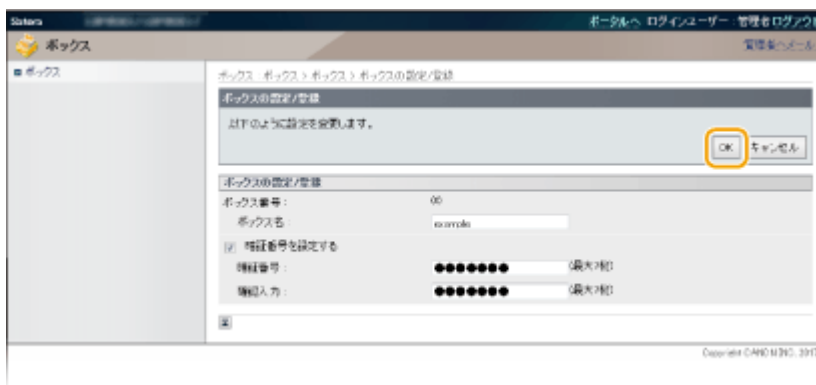 Satera
ポータルへ ログインユーザー : 管理者 ログアウト
ボックス
管理者へメール
ボックス
ボックス : ボックス > ボックス > ボックスの設定/登録
ボックスの設定/登録
以下のように設定を変更します。
OK キャンセル
ボックスの設定/登録
ボックス番号 : 00
ボックス名 : example
暗証番号を設定する
暗証番号 : ●●●●●●● (最大7桁)
確認入力 : ●●●●●●● (最大7桁)
Copyright CANON INC. 2017